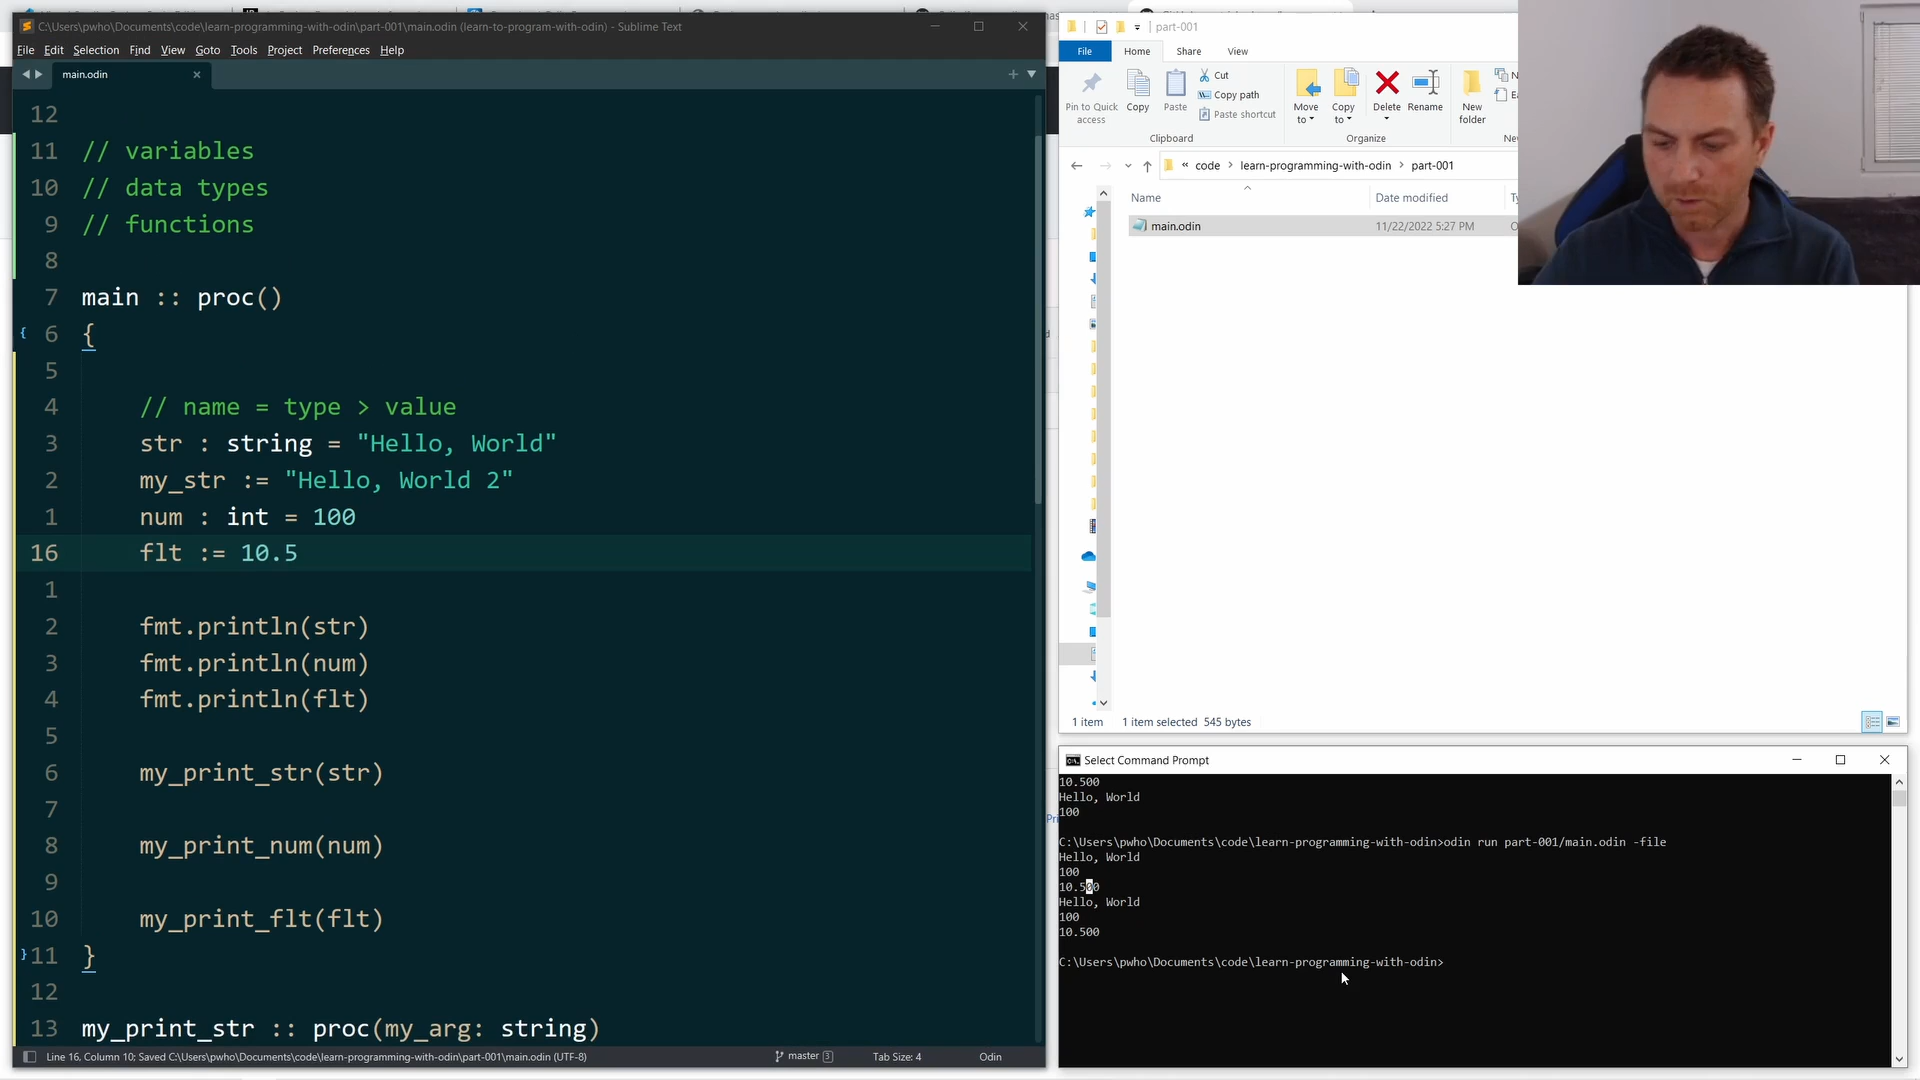 C:\Users\pwho\Documents\code\learn-programming-with-odin\part-001\main.odin (learn-to-program-with-odin) - Sublime Text
File Edit Selection Find View Goto Tools Project Preferences Help
main.odin
12
11 // variables
10 // data types
9 // functions
8
7 main :: proc()
6 {
5
4 // name = type > value
3 str : string = "Hello, World"
2 my_str := "Hello, World 2"
1 num : int = 100
16 flt := 10.5
1
2 fmt.println(str)
3 fmt.println(num)
4 fmt.println(flt)
5
6 my_print_str(str)
7
8 my_print_num(num)
9
10 my_print_flt(flt)
11 }
12
13 my_print_str :: proc(my_arg: string)
Line 16, Column 10; Saved C:\Users\pwho\Documents\code\learn-programming-with-odin\part-001\main.odin (UTF-8) master 3 Tab Size: 4 Odin
part-001
File Home Share View
Pin to Quick access
Copy
Paste
Cut
Copy path
Paste shortcut
Move to
Copy to
Delete
Rename
New folder
Clipboard
Organize
« code > learn-programming-with-odin > part-001
Name Date modified
main.odin 11/22/2022 5:27 PM
1 item 1 item selected 545 bytes
Select Command Prompt
10.500
Hello, World
100
C:\Users\pwho\Documents\code\learn-programming-with-odin>odin run part-001/main.odin -file
Hello, World
100
10.500
Hello, World
100
10.500
C:\Users\pwho\Documents\code\learn-programming-with-odin>